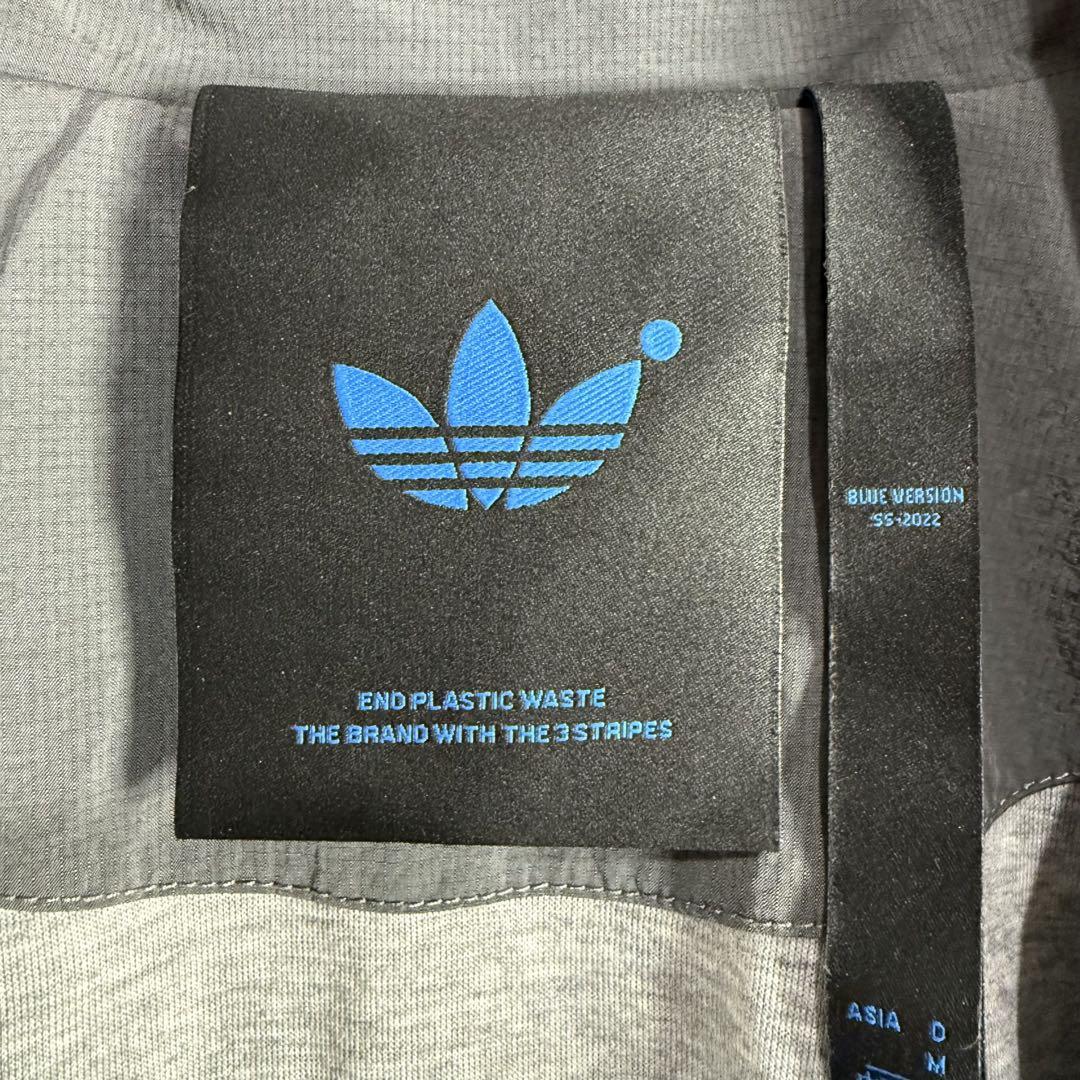 END PLASTIC WASTE
THE BRAND WITH THE 3 STRIPES
BLUE VERSION
SS-2022
ASIA D
M